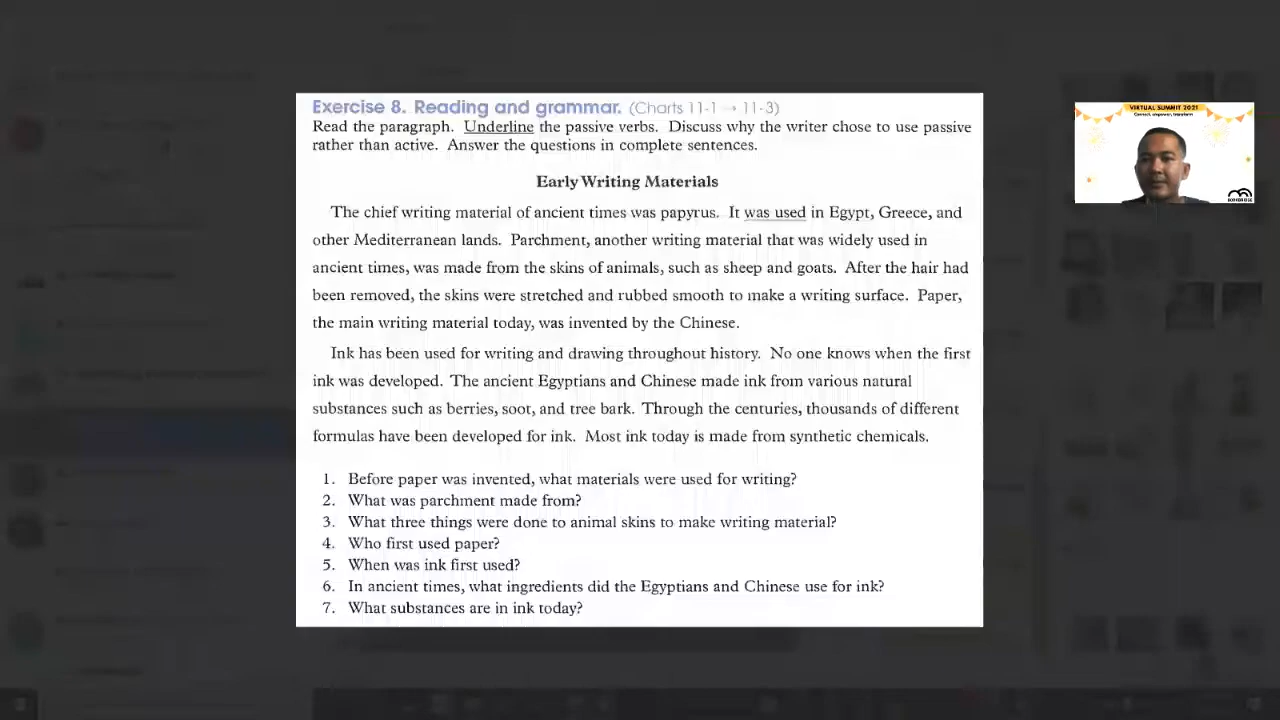 Exercise 8. Reading and grammar. (Charts 11-1 → 11-3)
Read the paragraph. Underline the passive verbs. Discuss why the writer chose to use passive
rather than active. Answer the questions in complete sentences.
Early Writing Materials
The chief writing material of ancient times was papyrus. It was used in Egypt, Greece, and
other Mediterranean lands. Parchment, another writing material that was widely used in
ancient times, was made from the skins of animals, such as sheep and goats. After the hair had
been removed, the skins were stretched and rubbed smooth to make a writing surface. Paper,
the main writing material today, was invented by the Chinese.
Ink has been used for writing and drawing throughout history. No one knows when the first
ink was developed. The ancient Egyptians and Chinese made ink from various natural
substances such as berries, soot, and tree bark. Through the centuries, thousands of different
formulas have been developed for ink. Most ink today is made from synthetic chemicals.
1. Before paper was invented, what materials were used for writing?
2. What was parchment made from?
3. What three things were done to animal skins to make writing material?
4. Who first used paper?
5. When was ink first used?
6. In ancient times, what ingredients did the Egyptians and Chinese use for ink?
7. What substances are in ink today?
VIRTUAL SUMMIT 2021
Connect, empower, transform